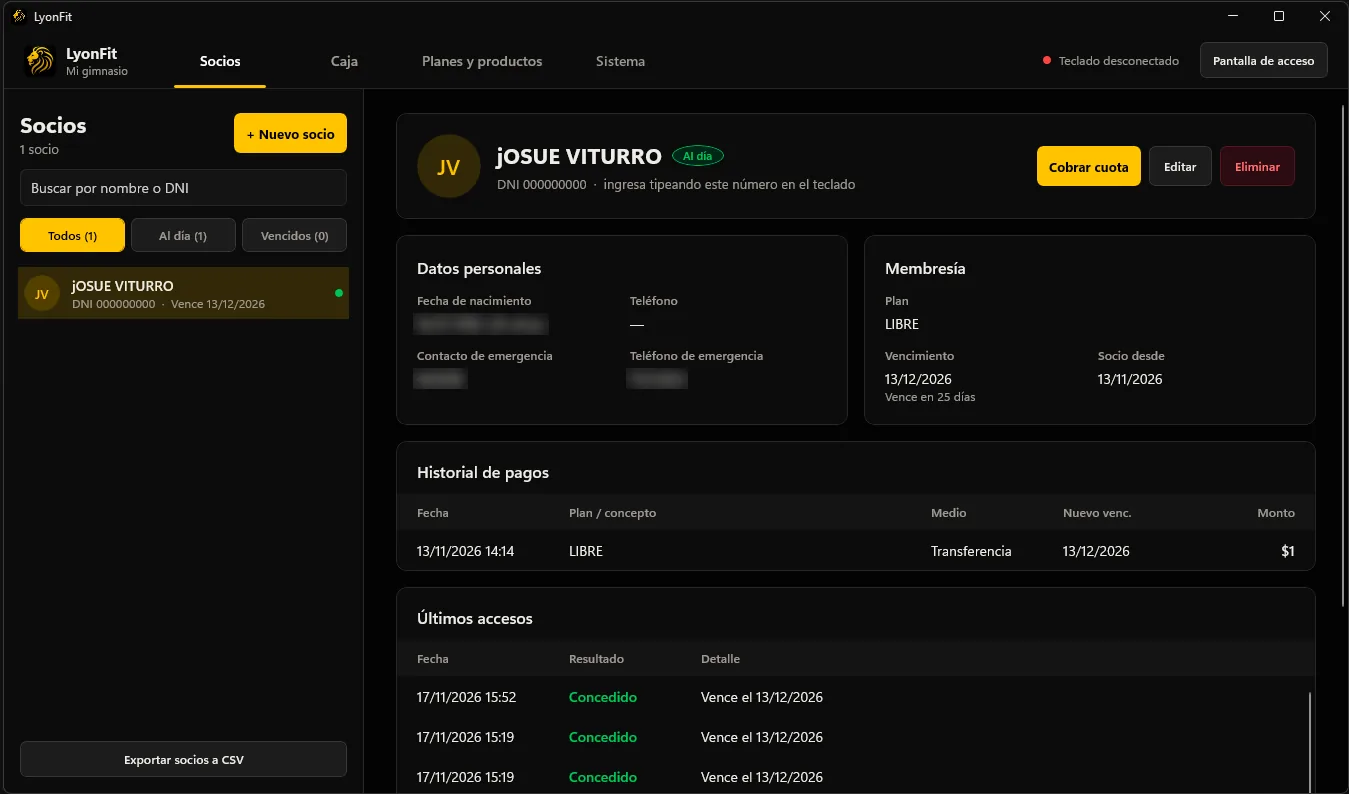 LyonFit
LyonFit
Mi gimnasio
Socios
Caja
Planes y productos
Sistema
Teclado desconectado
Pantalla de acceso
Socios
1 socio
+ Nuevo socio
Buscar por nombre o DNI
Todos (1)
Al día (1)
Vencidos (0)
JV
jOSUE VITURRO
DNI 000000000 · Vence 13/12/2026
Exportar socios a CSV
JV
jOSUE VITURRO
Al día
DNI 000000000 · ingresa tipeando este número en el teclado
Cobrar cuota
Editar
Eliminar
Datos personales
Fecha de nacimiento
Teléfono
—
Contacto de emergencia
Teléfono de emergencia
Membresía
Plan
LIBRE
Vencimiento
Socio desde
13/12/2026
13/11/2026
Vence en 25 días
Historial de pagos
Fecha Plan / concepto Medio Nuevo venc. Monto
13/11/2026 14:14 LIBRE Transferencia 13/12/2026 $1
Últimos accesos
Fecha Resultado Detalle
17/11/2026 15:52 Concedido Vence el 13/12/2026
17/11/2026 15:19 Concedido Vence el 13/12/2026
17/11/2026 15:19 Concedido Vence el 13/12/2026